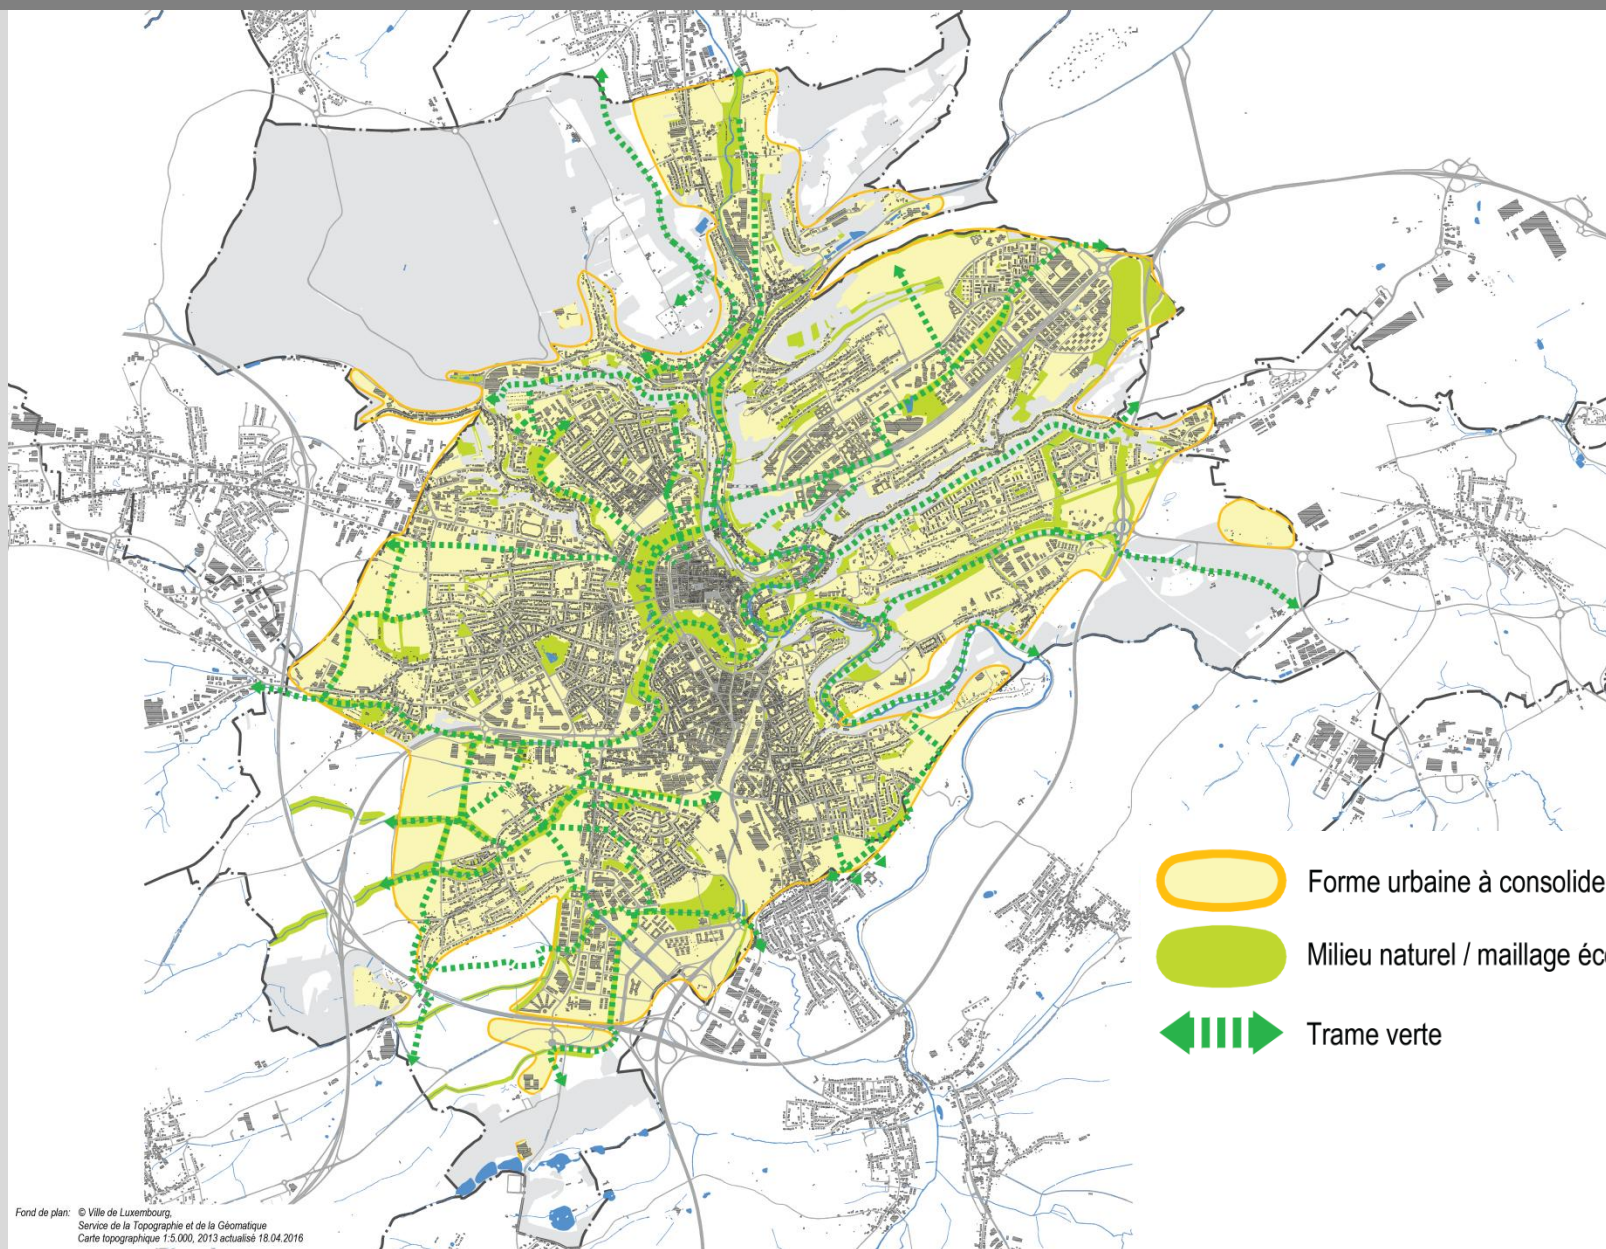 Forme urbaine à consolide
Milieu naturel / maillage éc
Trame verte
Fond de plan: © Ville de Luxembourg,
Service de la Topographie et de la Géomatique
Carte topographique 1:5.000, 2013 actualisé 18.04.2016